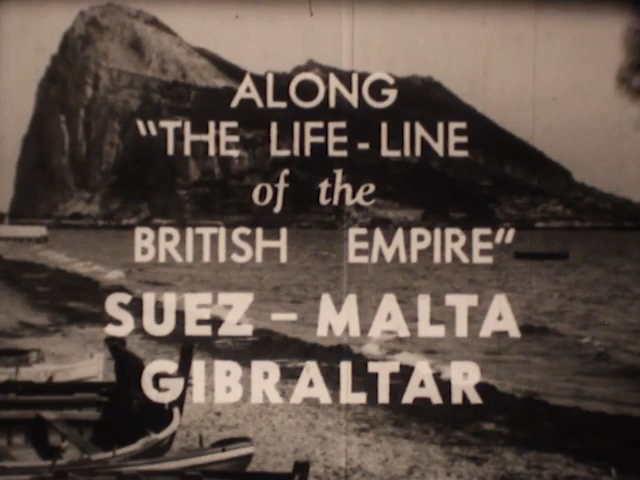 ALONG
"THE LIFE-LINE
of the
BRITISH EMPIRE"
SUEZ - MALTA
GIBRALTAR